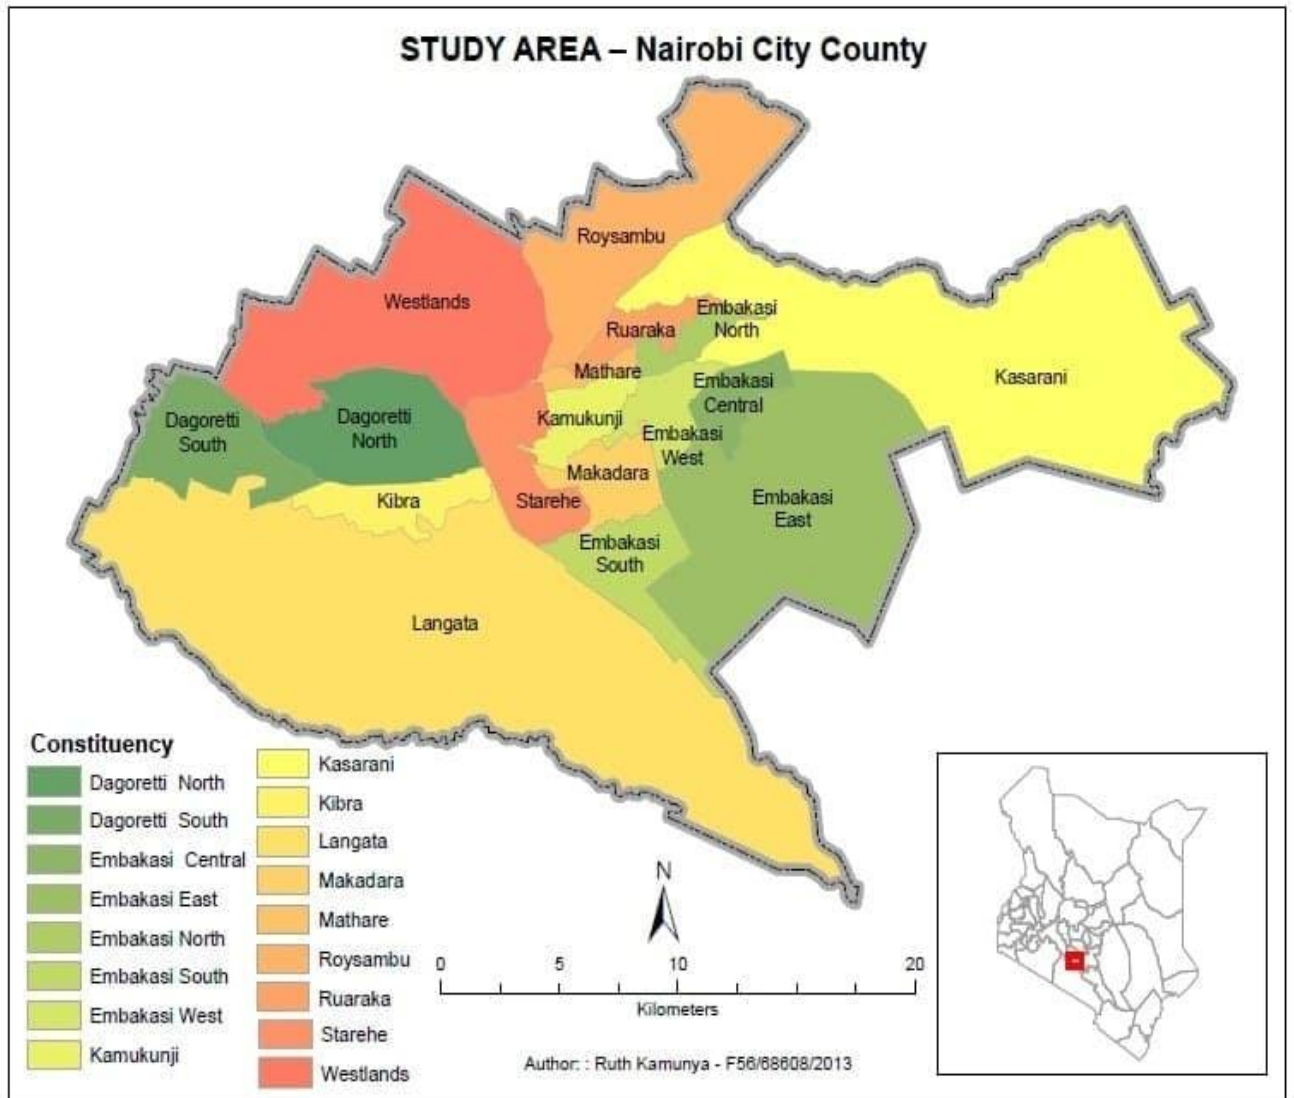 STUDY AREA – Nairobi City County
Roysambu
Westlands
Ruaraka
Embakasi
North
Mathare
Kasarani
Embakasi
Central
Dagoretti
South
Dagoretti
North
Kamukunji
Embakasi
West
Makadara
Kibra
Starehe
Embakasi
East
Embakasi
South
Langata
Constituency
Dagoretti North
Dagoretti South
Embakasi Central
Embakasi East
Embakasi North
Embakasi South
Embakasi West
Kamukunji
Kasarani
Kibra
Langata
Makadara
Mathare
Roysambu
Ruaraka
Starehe
Westlands
N
0 5 10 20
Kilometers
Author: : Ruth Kamunya - F56/68608/2013